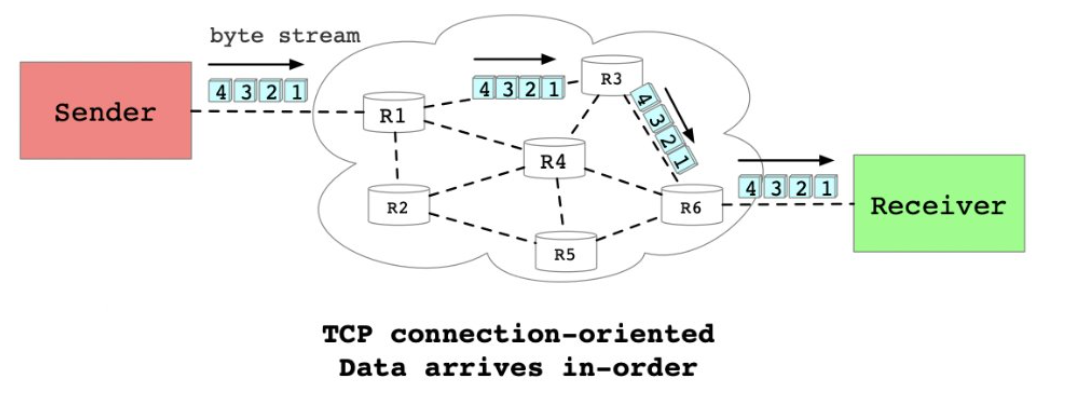 byte stream
4 3 2 1
Sender
4 3 2 1
R3
R1
4 3 2 1
R4
4 3 2 1
R2
R6
Receiver
R5
TCP connection-oriented
Data arrives in-order